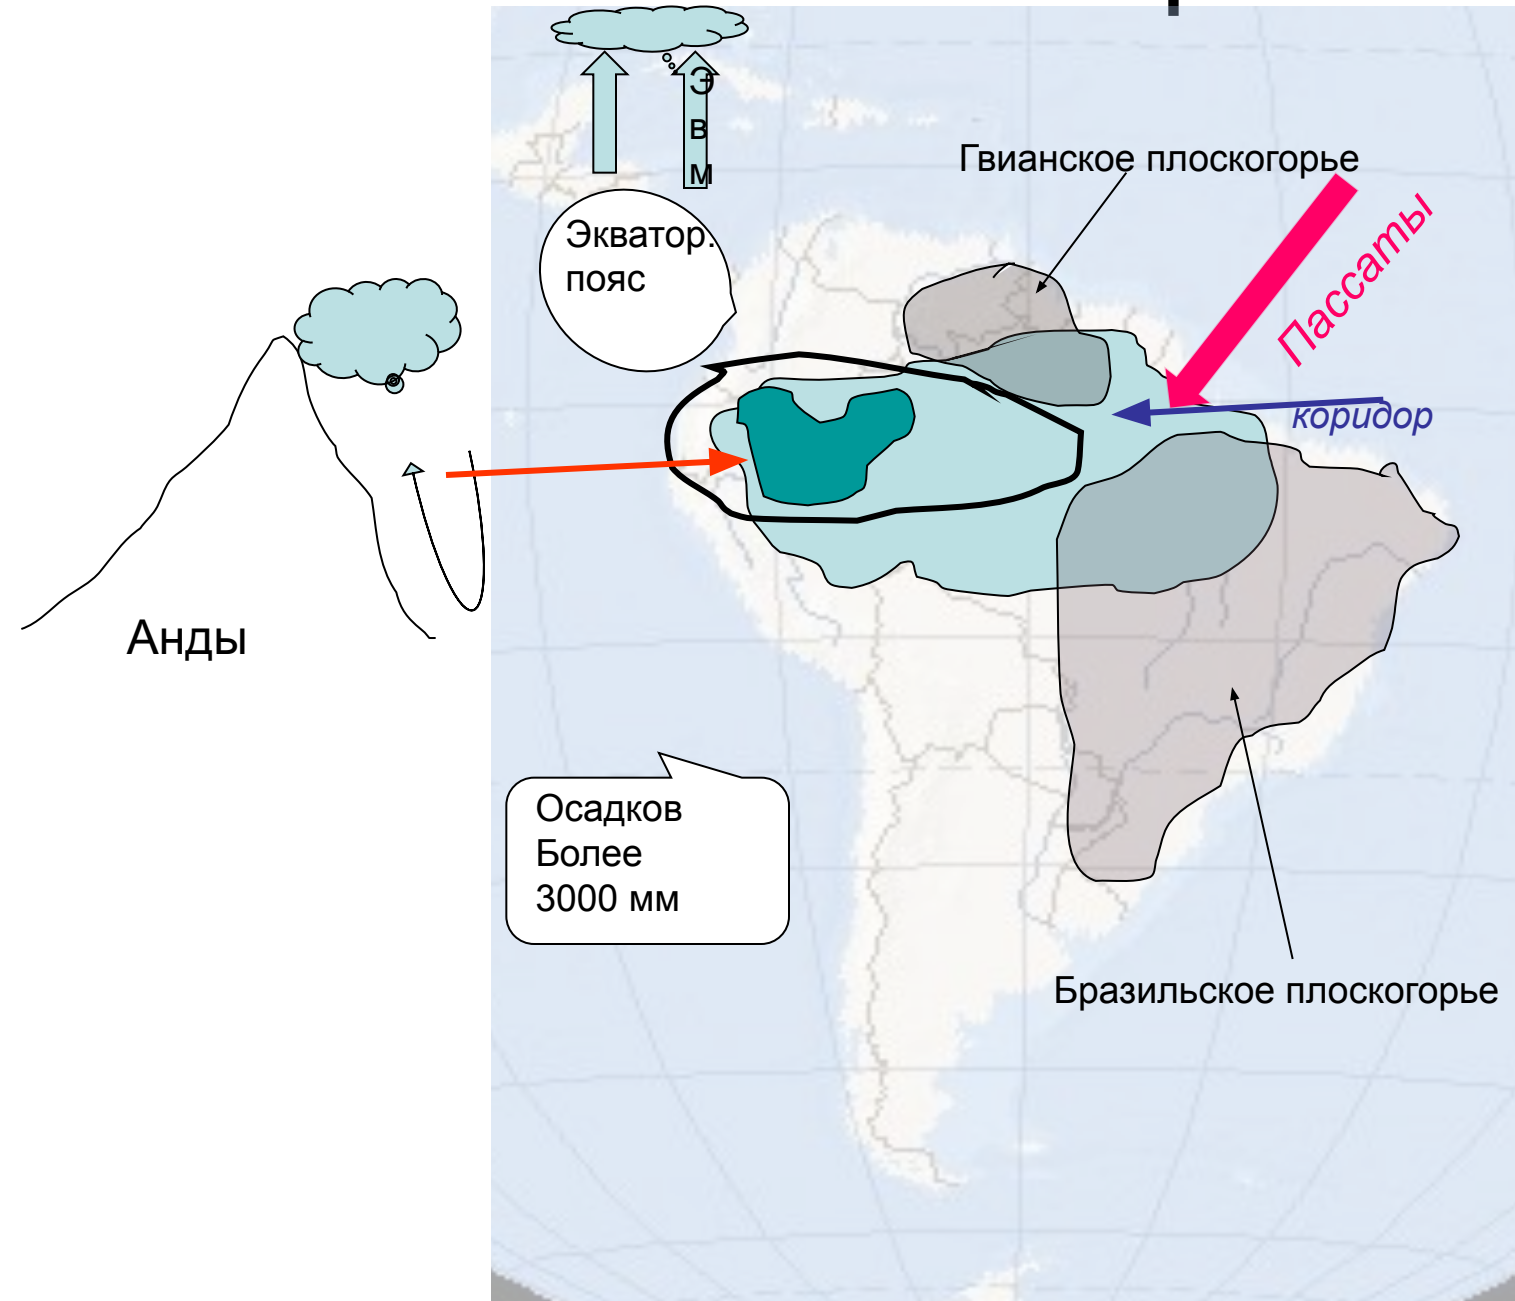 Э
в
м
Гвианское плоскогорье
Экватор.
пояс
Пассаты
коридор
Анды
Осадков
Более
3000 мм
Бразильское плоскогорье